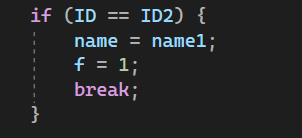 if (ID == ID2) {
    name = name1;
    f = 1;
    break;
}